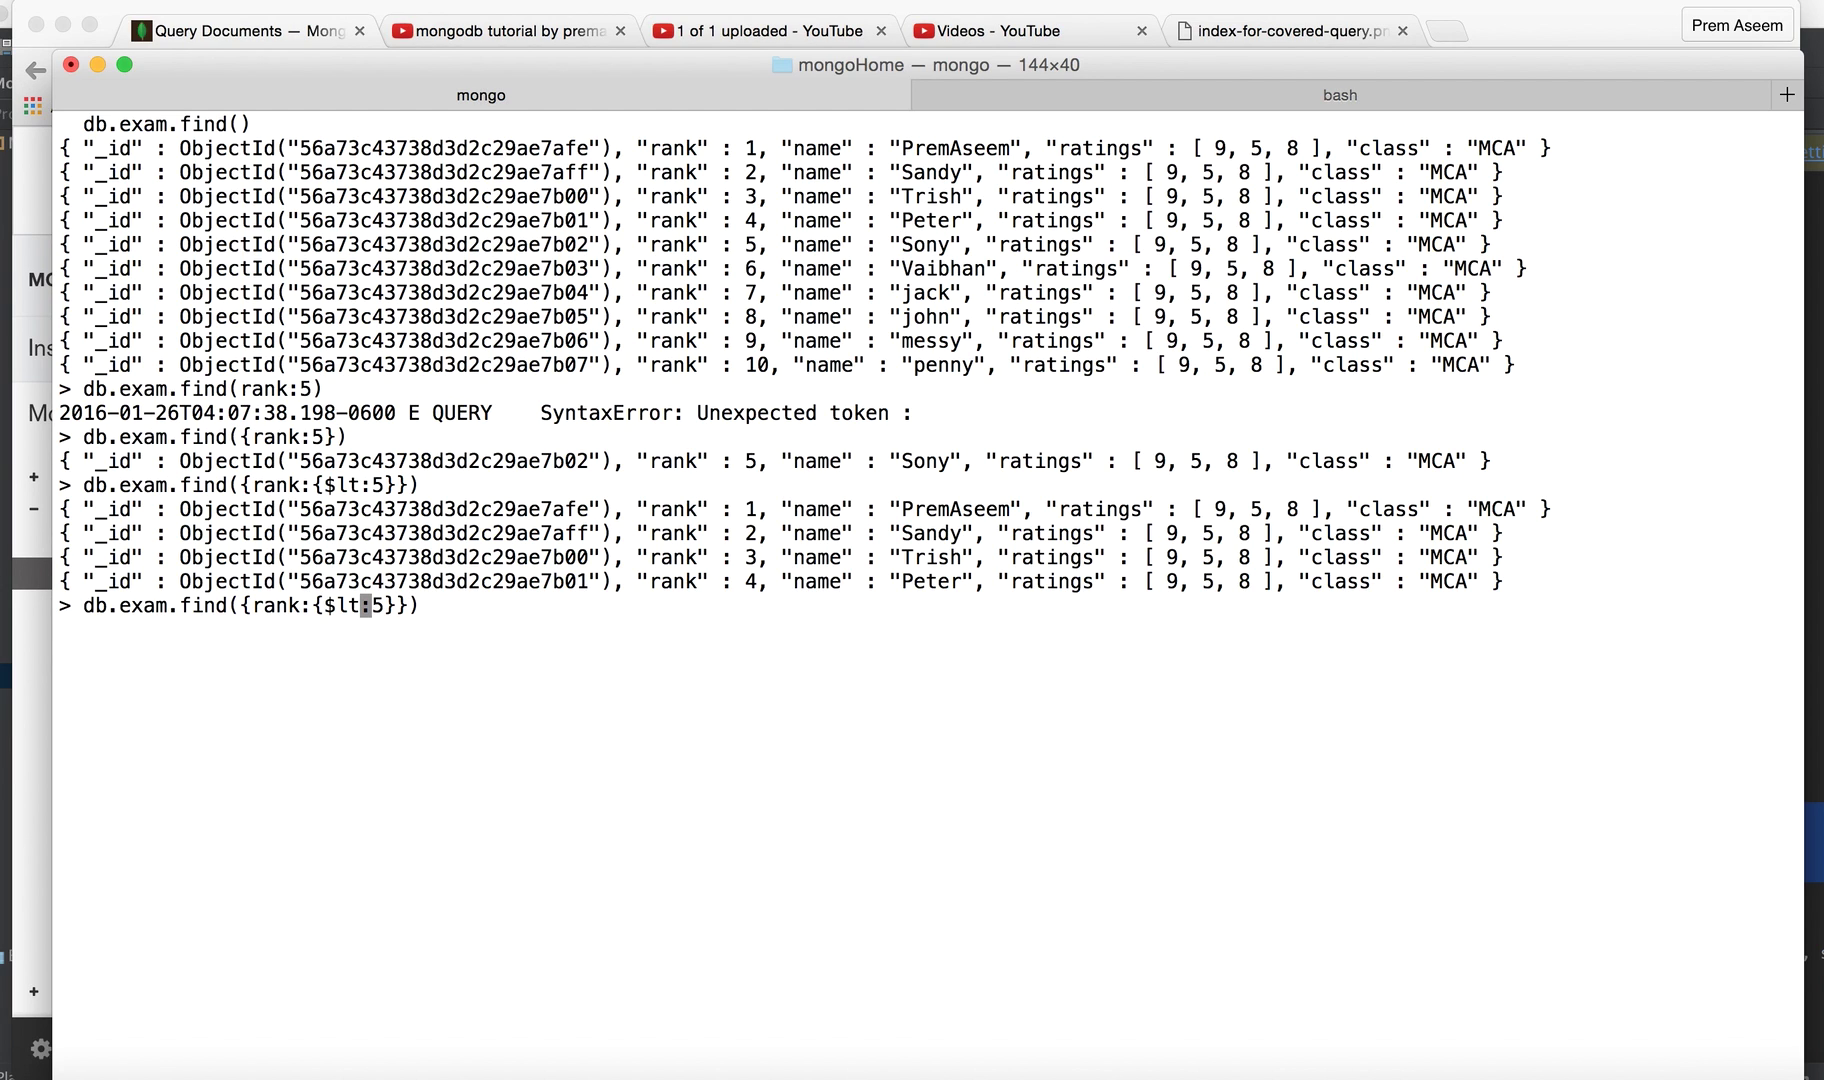 Query Documents — Mong
mongodb tutorial by prema
1 of 1 uploaded - YouTube
Videos - YouTube
index-for-covered-query.pr
Prem Aseem
mongoHome — mongo — 144×40
mongo
bash
db.exam.find()
{ "_id" : ObjectId("56a73c43738d3d2c29ae7afe"), "rank" : 1, "name" : "PremAseem", "ratings" : [ 9, 5, 8 ], "class" : "MCA" }
{ "_id" : ObjectId("56a73c43738d3d2c29ae7aff"), "rank" : 2, "name" : "Sandy", "ratings" : [ 9, 5, 8 ], "class" : "MCA" }
{ "_id" : ObjectId("56a73c43738d3d2c29ae7b00"), "rank" : 3, "name" : "Trish", "ratings" : [ 9, 5, 8 ], "class" : "MCA" }
{ "_id" : ObjectId("56a73c43738d3d2c29ae7b01"), "rank" : 4, "name" : "Peter", "ratings" : [ 9, 5, 8 ], "class" : "MCA" }
{ "_id" : ObjectId("56a73c43738d3d2c29ae7b02"), "rank" : 5, "name" : "Sony", "ratings" : [ 9, 5, 8 ], "class" : "MCA" }
{ "_id" : ObjectId("56a73c43738d3d2c29ae7b03"), "rank" : 6, "name" : "Vaibhan", "ratings" : [ 9, 5, 8 ], "class" : "MCA" }
{ "_id" : ObjectId("56a73c43738d3d2c29ae7b04"), "rank" : 7, "name" : "jack", "ratings" : [ 9, 5, 8 ], "class" : "MCA" }
{ "_id" : ObjectId("56a73c43738d3d2c29ae7b05"), "rank" : 8, "name" : "john", "ratings" : [ 9, 5, 8 ], "class" : "MCA" }
{ "_id" : ObjectId("56a73c43738d3d2c29ae7b06"), "rank" : 9, "name" : "messy", "ratings" : [ 9, 5, 8 ], "class" : "MCA" }
{ "_id" : ObjectId("56a73c43738d3d2c29ae7b07"), "rank" : 10, "name" : "penny", "ratings" : [ 9, 5, 8 ], "class" : "MCA" }
> db.exam.find(rank:5)
2016-01-26T04:07:38.198-0600 E QUERY    SyntaxError: Unexpected token :
> db.exam.find({rank:5})
{ "_id" : ObjectId("56a73c43738d3d2c29ae7b02"), "rank" : 5, "name" : "Sony", "ratings" : [ 9, 5, 8 ], "class" : "MCA" }
> db.exam.find({rank:{$lt:5}})
{ "_id" : ObjectId("56a73c43738d3d2c29ae7afe"), "rank" : 1, "name" : "PremAseem", "ratings" : [ 9, 5, 8 ], "class" : "MCA" }
{ "_id" : ObjectId("56a73c43738d3d2c29ae7aff"), "rank" : 2, "name" : "Sandy", "ratings" : [ 9, 5, 8 ], "class" : "MCA" }
{ "_id" : ObjectId("56a73c43738d3d2c29ae7b00"), "rank" : 3, "name" : "Trish", "ratings" : [ 9, 5, 8 ], "class" : "MCA" }
{ "_id" : ObjectId("56a73c43738d3d2c29ae7b01"), "rank" : 4, "name" : "Peter", "ratings" : [ 9, 5, 8 ], "class" : "MCA" }
> db.exam.find({rank:{$lt:5}})